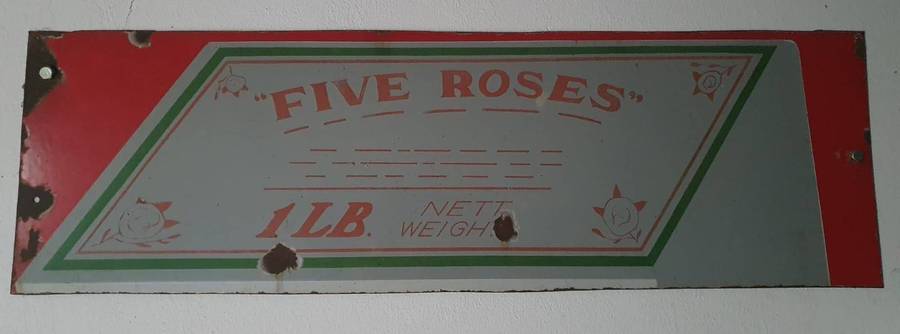 "FIVE ROSES"
1 LB. NETT
WEIGHT